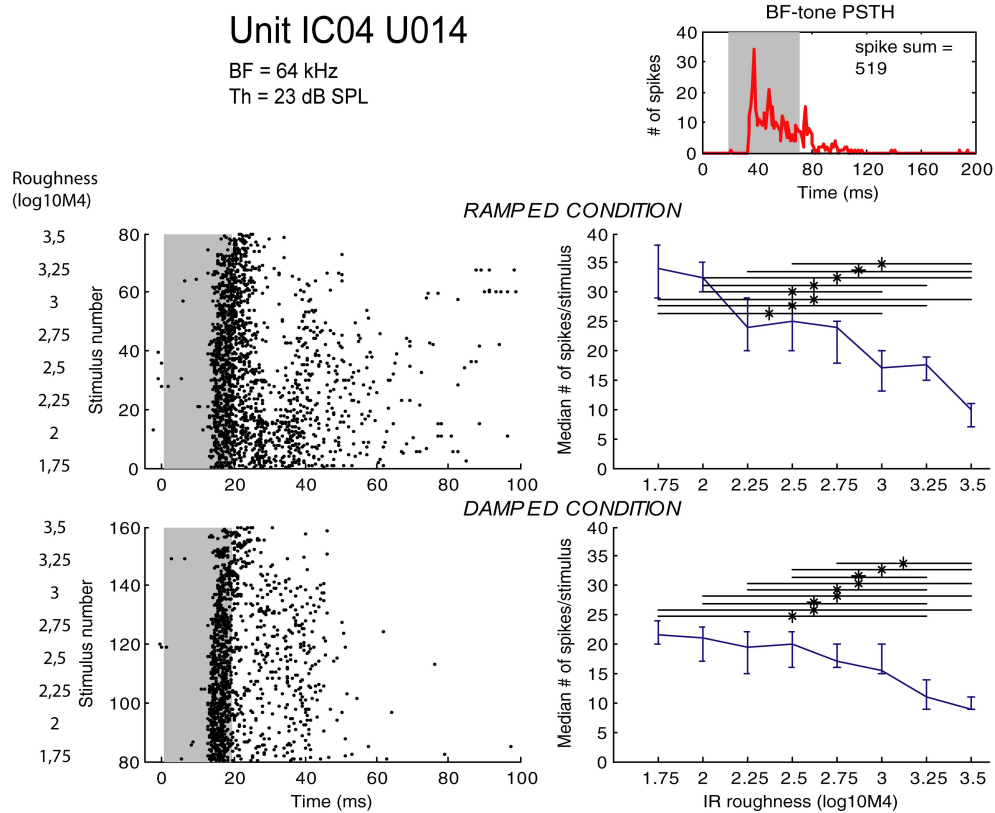 Unit IC04 U014
BF = 64 kHz
Th = 23 dB SPL
BF-tone PSTH
# of spikes
40
30
20
10
0
spike sum =
519
0 40 80 120 160 200
Time (ms)
Roughness
(log10M4)
RAMPED CONDITION
3,5
3,25
3
2,75
2,5
2,25
2
1,75
Stimulus number
80
60
40
20
0
0 20 40 60 80 100
Median # of spikes/stimulus
40
35
30
25
20
15
10
5
0
1.75 2 2.25 2.5 2.75 3 3.25 3.5
DAMPED CONDITION
3,5
3,25
3
2,75
2,5
2,25
2
1,75
Stimulus number
160
140
120
100
80
0 20 40 60 80 100
Time (ms)
Median # of spikes/stimulus
40
35
30
25
20
15
10
5
0
1.75 2 2.25 2.5 2.75 3 3.25 3.5
IR roughness (log10M4)